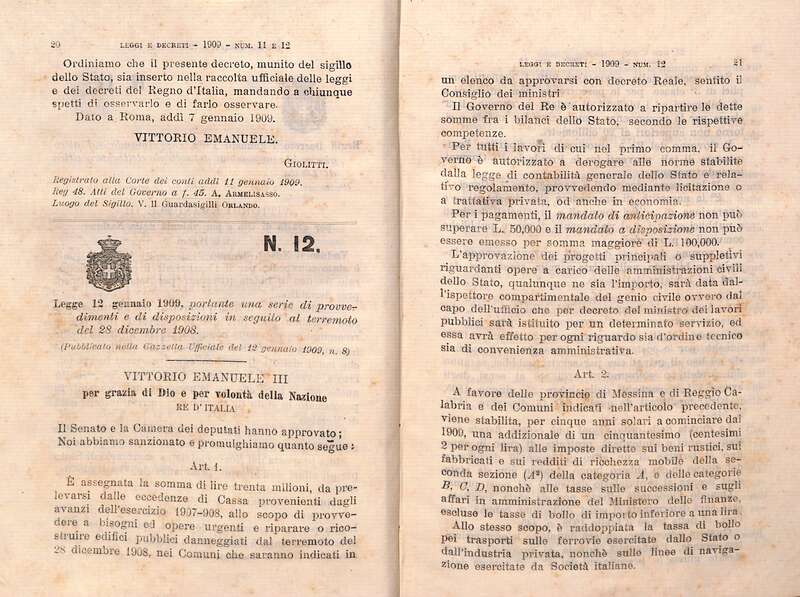 20 LEGGI E DECRETI - 1909 - NUM. 11 E 12
Ordiniamo che il presente decreto, munito del sigillo
dello Stato, sia inserto nella raccolta ufficiale delle leggi
e dei decreti del Regno d'Italia, mandando a chiunque
spetti di osservarlo e di farlo osservare.
Dato a Roma, addì 7 gennaio 1909.
VITTORIO EMANUELE.
GIOLITTI.
Registrato alla Corte dei conti addì 11 gennaio 1909.
Reg 48. Atti del Governo a f. 45. A. ARMELISASSO.
Luogo del Sigillo. V. Il Guardasigilli ORLANDO.
N. 12.
Legge 12 gennaio 1909, portante una serie di provve-
dimenti e di disposizioni in seguito al terremoto
del 28 dicembre 1908.
(Pubblicato nella Gazzetta Ufficiale del 12 gennaio 1909, n. 8)
VITTORIO EMANUELE III
per grazia di Dio e per volontà della Nazione
RE D'ITALIA
Il Senato e la Camera dei deputati hanno approvato;
Noi abbiamo sanzionato e promulghiamo quanto segue:
Art. 1.
È assegnata la somma di lire trenta milioni, da pre-
levarsi dalle eccedenze di Cassa provenienti dagli
avanzi dell'esercizio 1907-908, allo scopo di provve-
dere a bisogni ed opere urgenti e riparare o rico-
struire edifici pubblici danneggiati dal terremoto del
28 dicembre 1908, nei Comuni che saranno indicati in
LEGGI E DECRETI - 1909 - NUM. 12 21
un elenco da approvarsi con decreto Reale, sentito il
Consiglio dei ministri
Il Governo del Re è autorizzato a ripartire le dette
somme fra i bilanci dello Stato, secondo le rispettive
competenze.
Per tutti i lavori di cui nel primo comma, il Go-
verno è autorizzato a derogare alle norme stabilite
dalla legge di contabilità generale dello Stato e rela-
tivo regolamento, provvedendo mediante licitazione o
a trattativa privata, od anche in economia.
Per i pagamenti, il mandato di anticipazione non può
superare L. 50,000 e il mandato a disposizione non può
essere emesso per somma maggiore di L. 100,000.
L'approvazione dei progetti principali o suppletivi
riguardanti opere a carico delle amministrazioni civili
dello Stato, qualunque ne sia l'importo, sarà data dal-
l'ispettore compartimentale del genio civile ovvero dal
capo dell'ufficio che per decreto del ministro dei lavori
pubblici sarà istituito per un determinato servizio, ed
essa avrà effetto per ogni riguardo sia d'ordine tecnico
sia di convenienza amministrativa.
Art. 2.
A favore delle provincie di Messina e di Reggio Ca-
labria e dei Comuni indicati nell'articolo precedente,
viene stabilita, per cinque anni solari a cominciare dal
1909, una addizionale di un cinquantesimo (centesimi
2 per ogni lira) alle imposte dirette sui beni rustici, sui
fabbricati e sui redditi di ricchezza mobile della se-
conda sezione (A²) della categoria A, e delle categorie
B, C, D, nonchè alle tasse sulle successioni e sugli
affari in amministrazione del Ministero delle finanze,
escluse le tasse di bollo di importo inferiore a una lira
Allo stesso scopo, è raddoppiata la tassa di bollo
pei trasporti sulle ferrovie esercitate dallo Stato o
dall'industria privata, nonchè sulle linee di naviga-
zione esercitate da Società italiane.